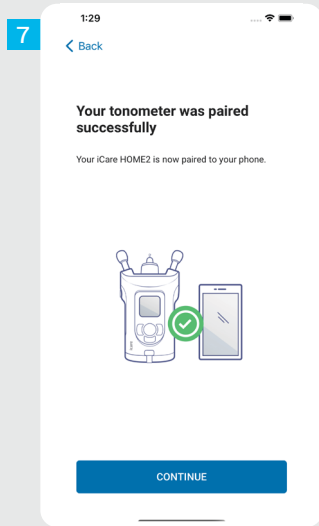 7
1:29
Back
Your tonometer was paired
successfully
Your iCare HOME2 is now paired to your phone.
CONTINUE